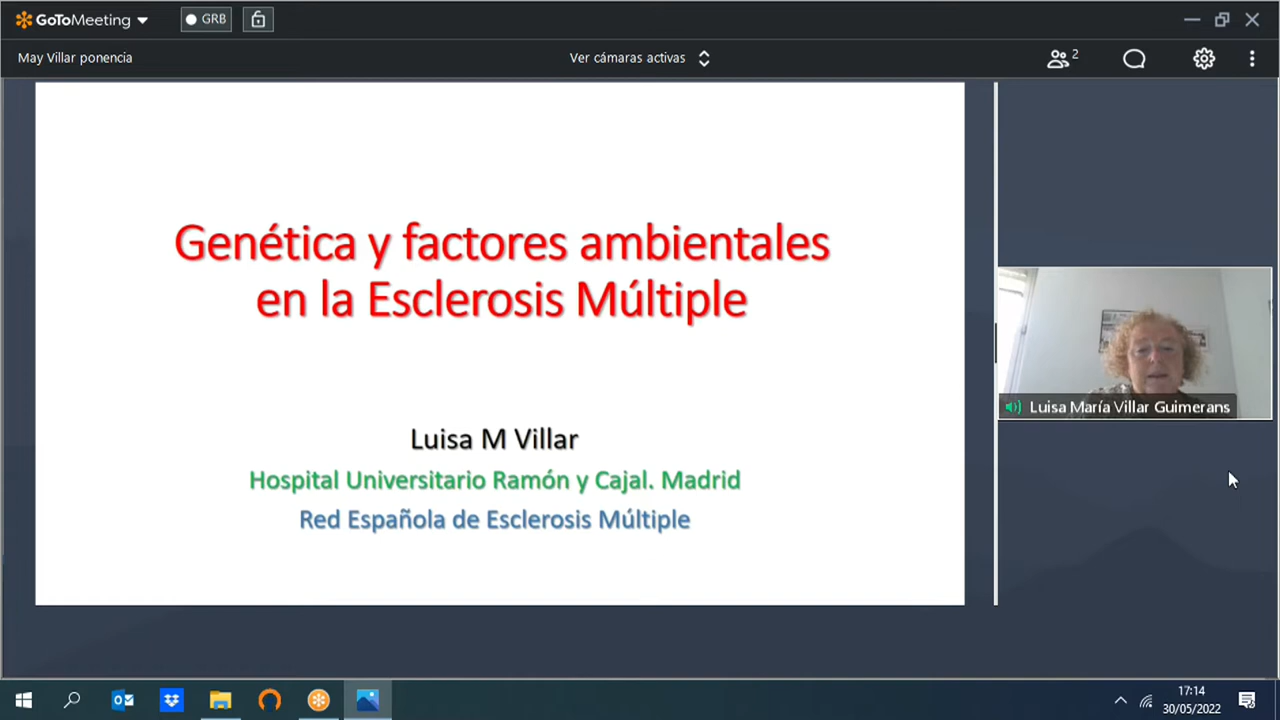 GoToMeeting
GRB
May Villar ponencia
Ver cámaras activas
2
Genética y factores ambientales
en la Esclerosis Múltiple
Luisa M Villar
Hospital Universitario Ramón y Cajal. Madrid
Red Española de Esclerosis Múltiple
Luisa María Villar Guimerans
17:14
30/05/2022